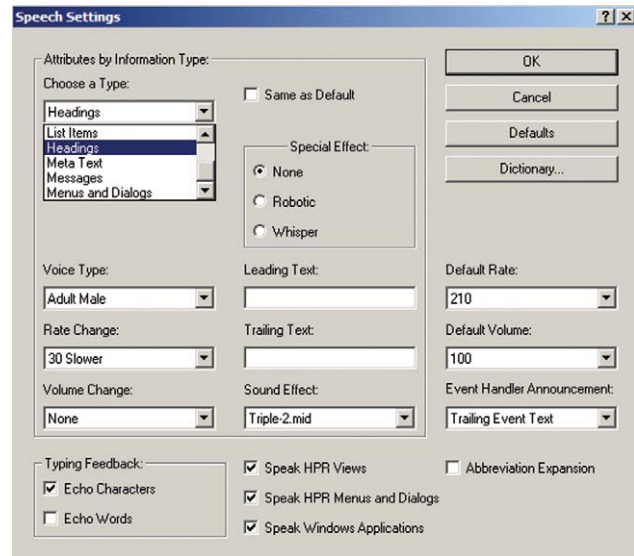 Speech Settings
Attributes by Information Type:
Choose a Type:
Headings
List Items
Headings
Meta Text
Messages
Menus and Dialogs
Same as Default
Special Effect:
None
Robotic
Whisper
OK
Cancel
Defaults
Dictionary...
Voice Type:
Adult Male
Leading Text:
Default Rate:
210
Rate Change:
30 Slower
Trailing Text:
Default Volume:
100
Volume Change:
None
Sound Effect:
Triple-2.mid
Event Handler Announcement:
Trailing Event Text
Typing Feedback:
Echo Characters
Echo Words
Speak HPR Views
Speak HPR Menus and Dialogs
Speak Windows Applications
Abbreviation Expansion